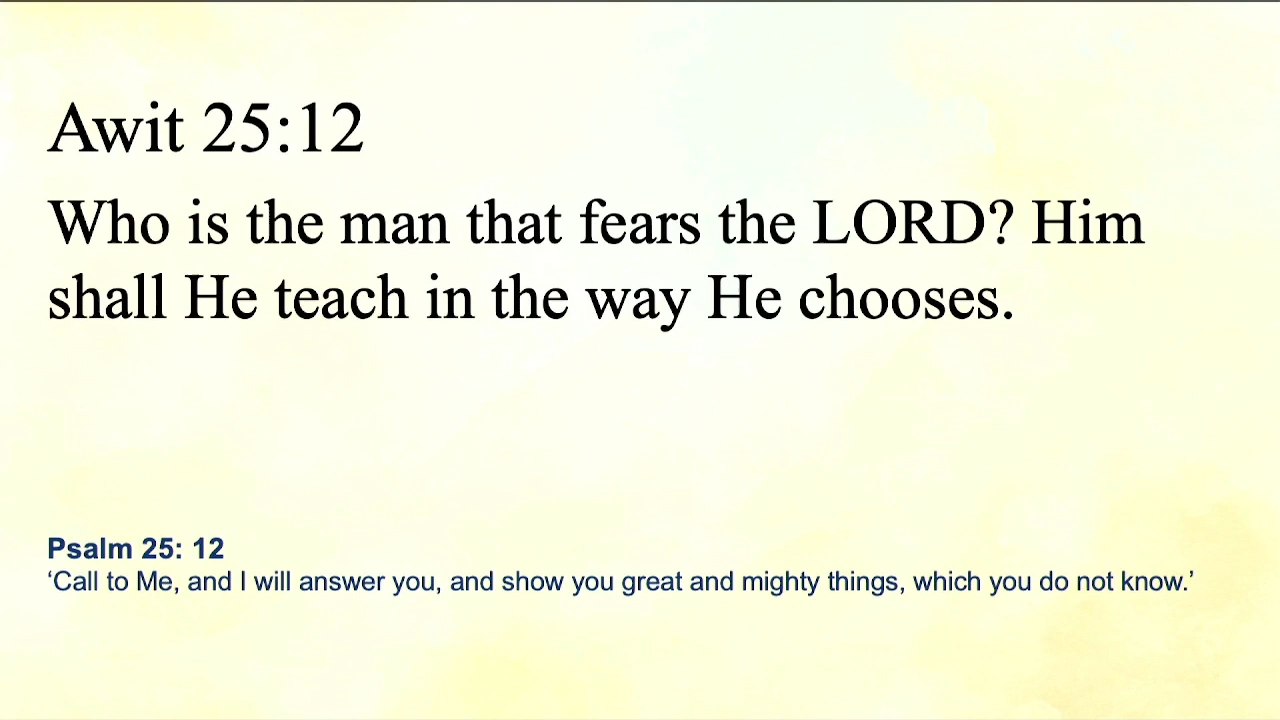 Awit 25:12
Who is the man that fears the LORD? Him
shall He teach in the way He chooses.
Psalm 25: 12
‘Call to Me, and I will answer you, and show you great and mighty things, which you do not know.’